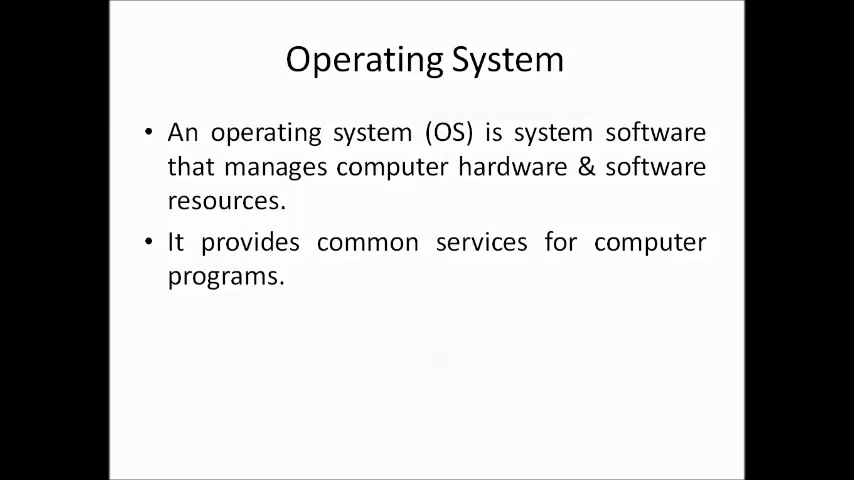 Operating System
• An operating system (OS) is system software
that manages computer hardware & software
resources.
• It provides common services for computer
programs.